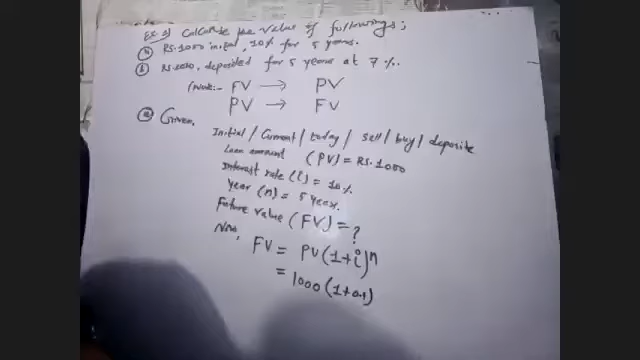 Ex. 1) Calculate the value of followings;
(a) RS.1000 initial, 10% for 5 years.
(b) RS. deposited for 5 years at 7%.
FV → PV
PV → FV
(a) Given,
Initial / Current / today / sell / buy / deposite
Loan amount (PV) = RS.1000
Interest rate (i) = 10%
year (n) = 5 years.
Future value (FV) = ?
Now,
FV = PV(1+i)^n
= 1000(1+0.1)